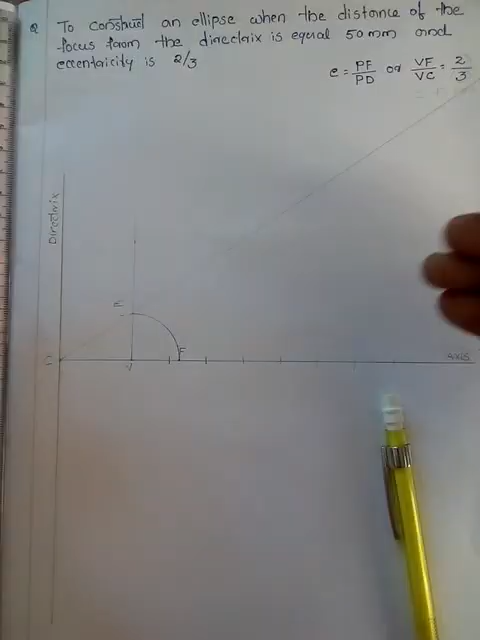 Q To construct an ellipse when the distance of the
focus from the directrix is equal 50mm and
eccentricity is 2/3
e = PF/PD or VF/VC = 2/3
Directrix
E
F
C
V
Axis